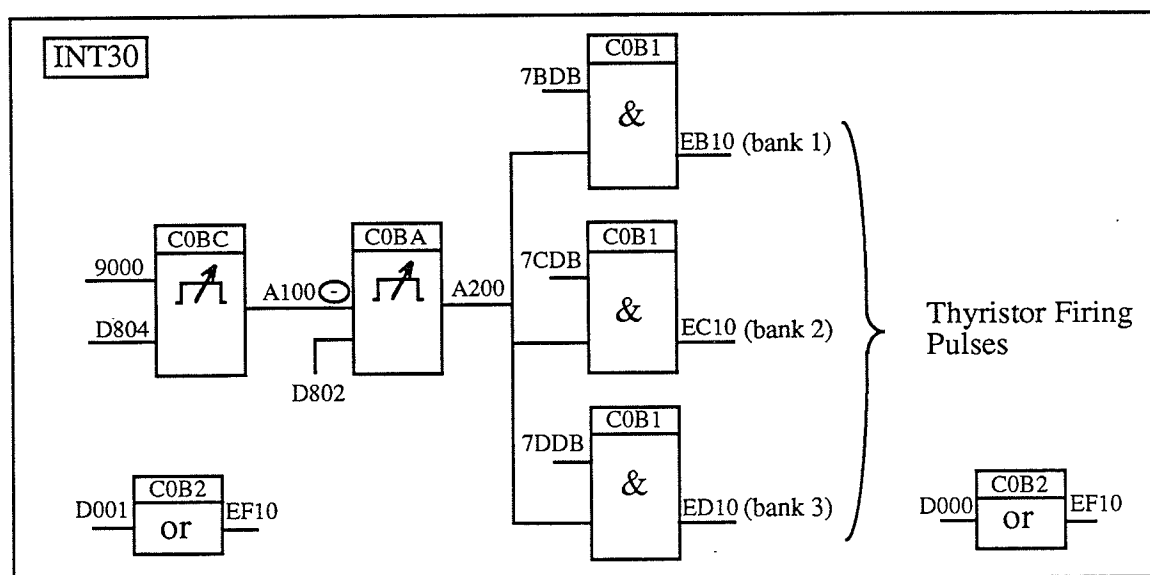 INT30
C0B1
7BDB
&
EB10 (bank 1)
C0BC
9000
D804
A100 -
C0BA
D802
A200
C0B1
7CDB
&
EC10 (bank 2)
C0B1
7DDB
&
ED10 (bank 3)
Thyristor Firing
Pulses
C0B2
D001
or
EF10
C0B2
D000
or
EF10